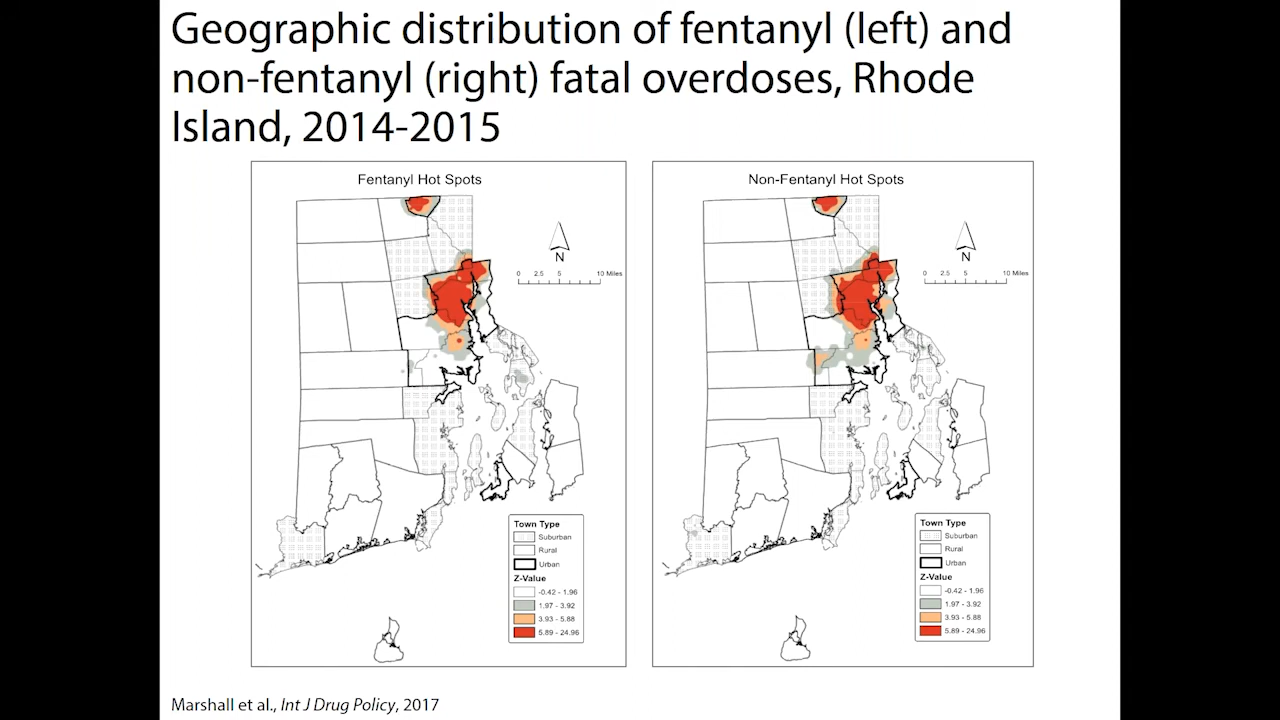 Geographic distribution of fentanyl (left) and
non-fentanyl (right) fatal overdoses, Rhode
Island, 2014-2015
Fentanyl Hot Spots
N
0 2.5 5 10 Miles
Town Type
Suburban
Rural
Urban
Z-Value
-0.42 - 1.96
1.97 - 3.92
3.93 - 5.88
5.89 - 24.96
Non-Fentanyl Hot Spots
N
0 2.5 5 10 Miles
Town Type
Suburban
Rural
Urban
Z-Value
-0.42 - 1.96
1.97 - 3.92
3.93 - 5.88
5.89 - 24.96
Marshall et al., Int J Drug Policy, 2017